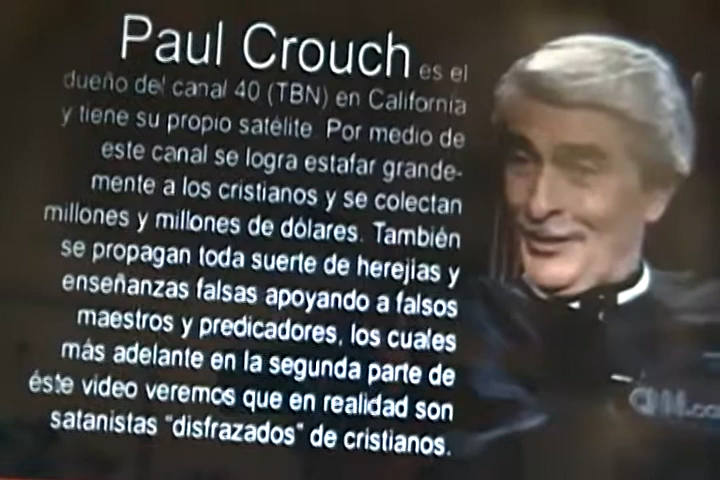 Paul Crouch es el
dueño del canal 40 (TBN) en California
y tiene su propio satélite. Por medio de
este canal se logra estafar grande-
mente a los cristianos y se colectan
millones y millones de dólares. También
se propagan toda suerte de herejias y
enseñanzas falsas apoyando a falsos
maestros y predicadores, los cuales
más adelante en la segunda parte de
éste video veremos que en realidad son
satanistas "disfrazados" de cristianos.